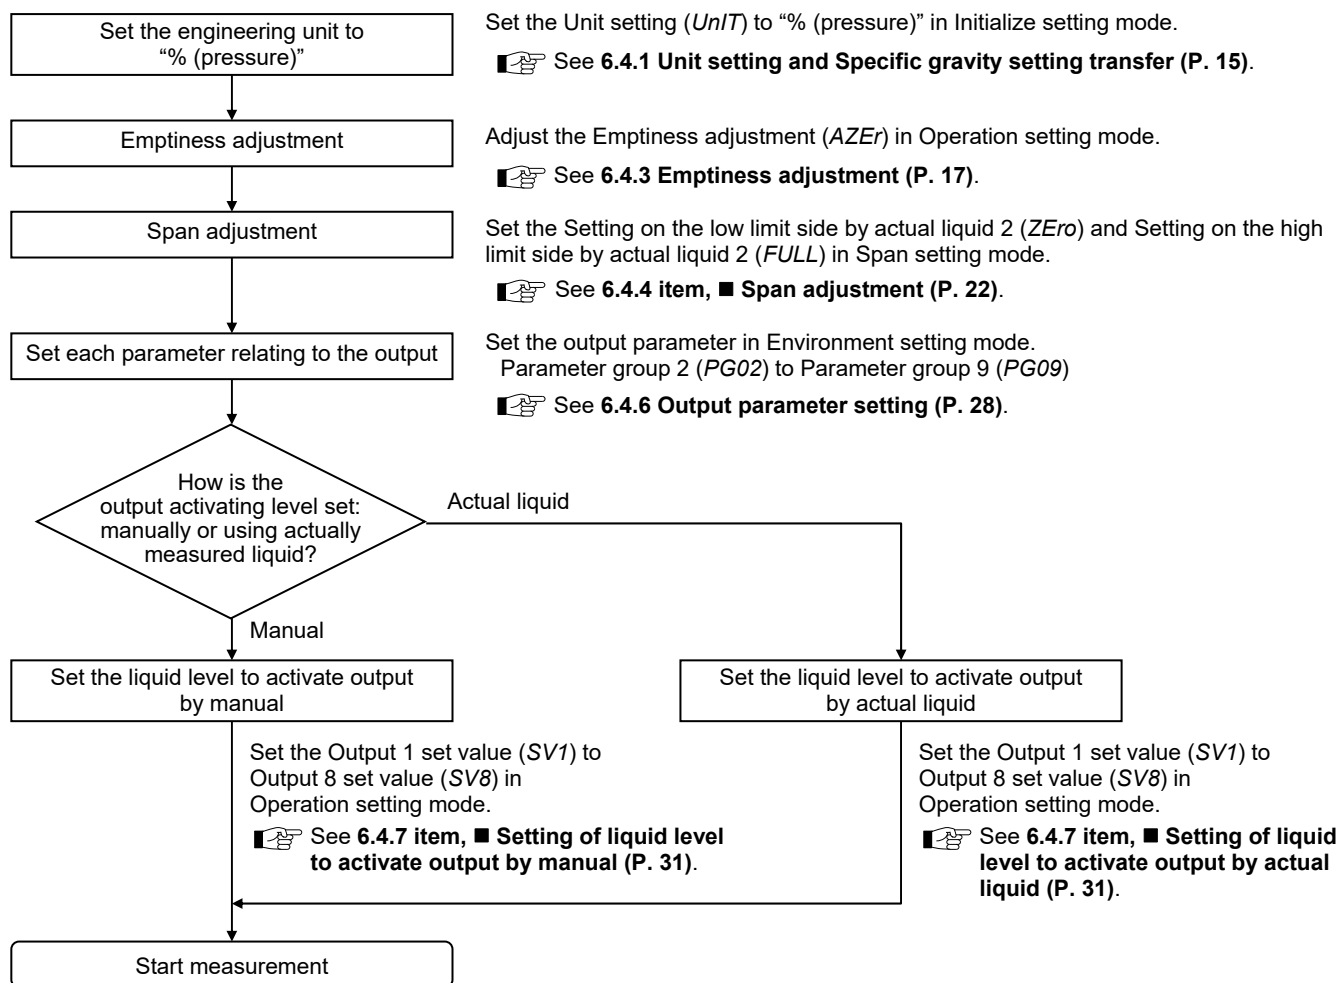 Set the engineering unit to
“% (pressure)”
Set the Unit setting (UnIT) to “% (pressure)” in Initialize setting mode.
See 6.4.1 Unit setting and Specific gravity setting transfer (P. 15).
Emptiness adjustment
Adjust the Emptiness adjustment (AZEr) in Operation setting mode.
See 6.4.3 Emptiness adjustment (P. 17).
Span adjustment
Set the Setting on the low limit side by actual liquid 2 (ZEro) and Setting on the high
limit side by actual liquid 2 (FULL) in Span setting mode.
See 6.4.4 item, ■ Span adjustment (P. 22).
Set each parameter relating to the output
Set the output parameter in Environment setting mode.
Parameter group 2 (PG02) to Parameter group 9 (PG09)
See 6.4.6 Output parameter setting (P. 28).
How is the
output activating level set:
manually or using actually
measured liquid?
Actual liquid
Manual
Set the liquid level to activate output
by manual
Set the liquid level to activate output
by actual liquid
Set the Output 1 set value (SV1) to
Output 8 set value (SV8) in
Operation setting mode.
See 6.4.7 item, ■ Setting of liquid level
to activate output by manual (P. 31).
Set the Output 1 set value (SV1) to
Output 8 set value (SV8) in
Operation setting mode.
See 6.4.7 item, ■ Setting of liquid
level to activate output by actual
liquid (P. 31).
Start measurement